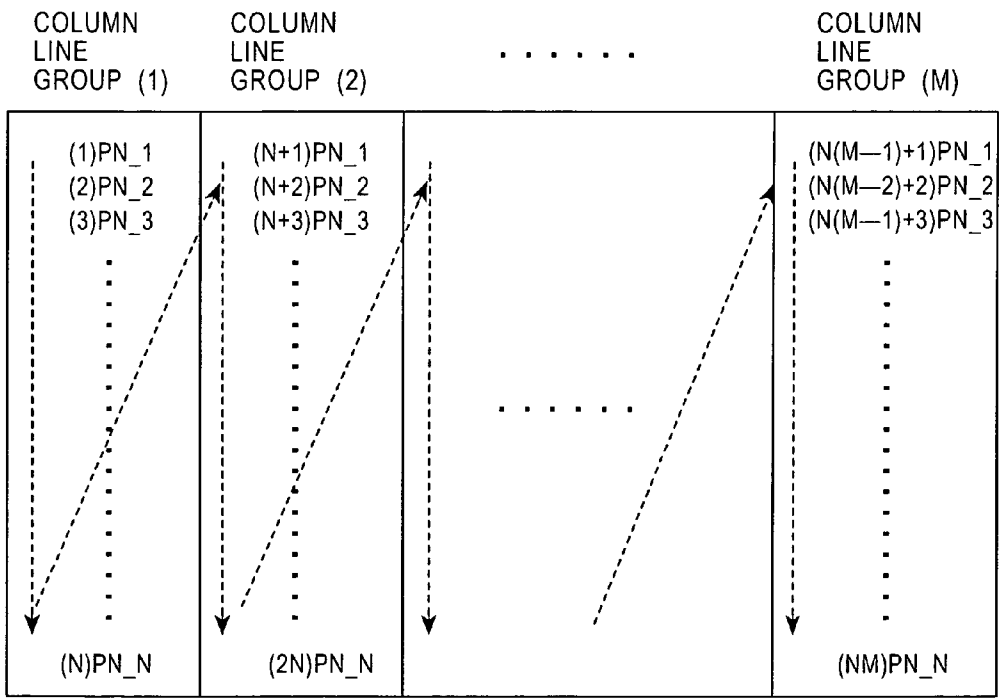 COLUMN
LINE
GROUP (1)
COLUMN
LINE
GROUP (2)
COLUMN
LINE
GROUP (M)
(1)PN_1
(2)PN_2
(3)PN_3
(N)PN_N
(N+1)PN_1
(N+2)PN_2
(N+3)PN_3
(2N)PN_N
(N(M—1)+1)PN_1
(N(M—2)+2)PN_2
(N(M—1)+3)PN_3
(NM)PN_N